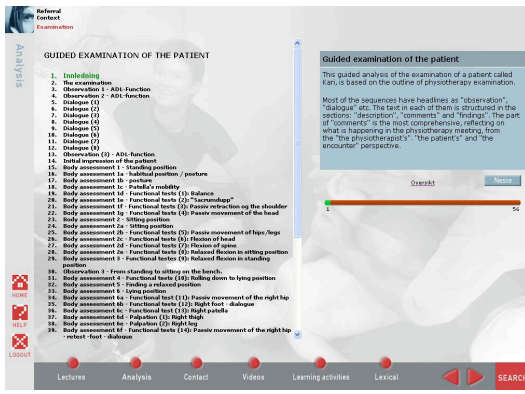 Referral
Context
Examination
Analysis
GUIDED EXAMINATION OF THE PATIENT
1. Innledning
2. The examination
3. Observation 1 - ADL-Function
4. Observation 2 - ADL-function
5. Dialogue (1)
6. Dialogue (2)
7. Dialogue (3)
8. Dialogue (4)
9. Dialogue (5)
10. Dialogue (6)
11. Dialogue (7)
12. Dialogue (8)
13. Observation (3) - ADL-function
14. Initial impression of the patient
15. Body assessment 1 - Standing position
16. Body assessment 1a - habitual position / posture
17. Body assessment 1b - posture
18. Body assessment 1c - Patella's mobility
19. Body assessment 1d - Functional tests (1): Balance
20. Body assessment 1e - Functional tests (2): "Sacrumdupp"
21. Body assessment 1f - Functional tests (3): Passiv retraction og the shoulder
22. Body assessment 1g - Functional tests (4): Passiv movement of the head
23. Body assessment 2 - Sitting position
24. Body assessment 2a - Sitting position
25. Body assessment 2b - Functional tests (5): Passiv movement of hips/legs
26. Body assessment 2c - Functional tests (6): Flexion of head
27. Body assessment 2d - Functional tests (7): Flexion of spine
28. Body assessment 2e - Functional tests (8): Relaxed flexion in sitting position
29. Body assessment 3 - Functional tests (9): Relaxed flexion in standing
position
30. Observation 3 - From standing to sitting on the bench.
31. Body assessment 4 - Functional tests (10): Rulling down to lying position
32. Body assessment 5 - Finding a relaxed position
33. Body assessment 6 - Lying position
34. Body assessment 6a - Functional test (11): Passiv movement of the right hip
35. Body assessment 6b - Functional tests (12): Right foot - dialogue
36. Body assessment 6c - Functional test (13): Right patella
37. Body assessment 6d - Palpation (1): Right thigh
38. Body assessment 6e - Palpation (2): Right leg
39. Body assessment 6f - Functional tests (14): Passiv movement of the right hip
- retest -foot - dialogue
Guided examination of the patient
This guided analysis of the examination of a patient called
Kari, is based on the outline of physiotherapy examination.
Most of the sequences have headlines as "observation",
"dialogue" etc. The text in each of them is structured in the
sections: "description", "comments" and "findings". The part
of "comments" is the most comprehensive, reflecting on
what is happening in the physiotherapy meeting, from
the "the physiotherapist's". "the patient's" and "the
encounter" perspective.
Oversikt
Neste
1 56
HOME
HELP
LOGOUT
Lectures Analysis Contact Videos Learning activities Lexical SEARCH